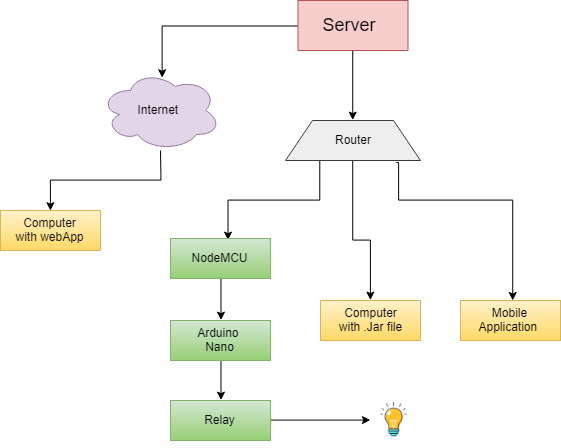 Server
Internet
Router
Computer
with webApp
NodeMCU
Computer
with .Jar file
Mobile
Application
Arduino
Nano
Relay